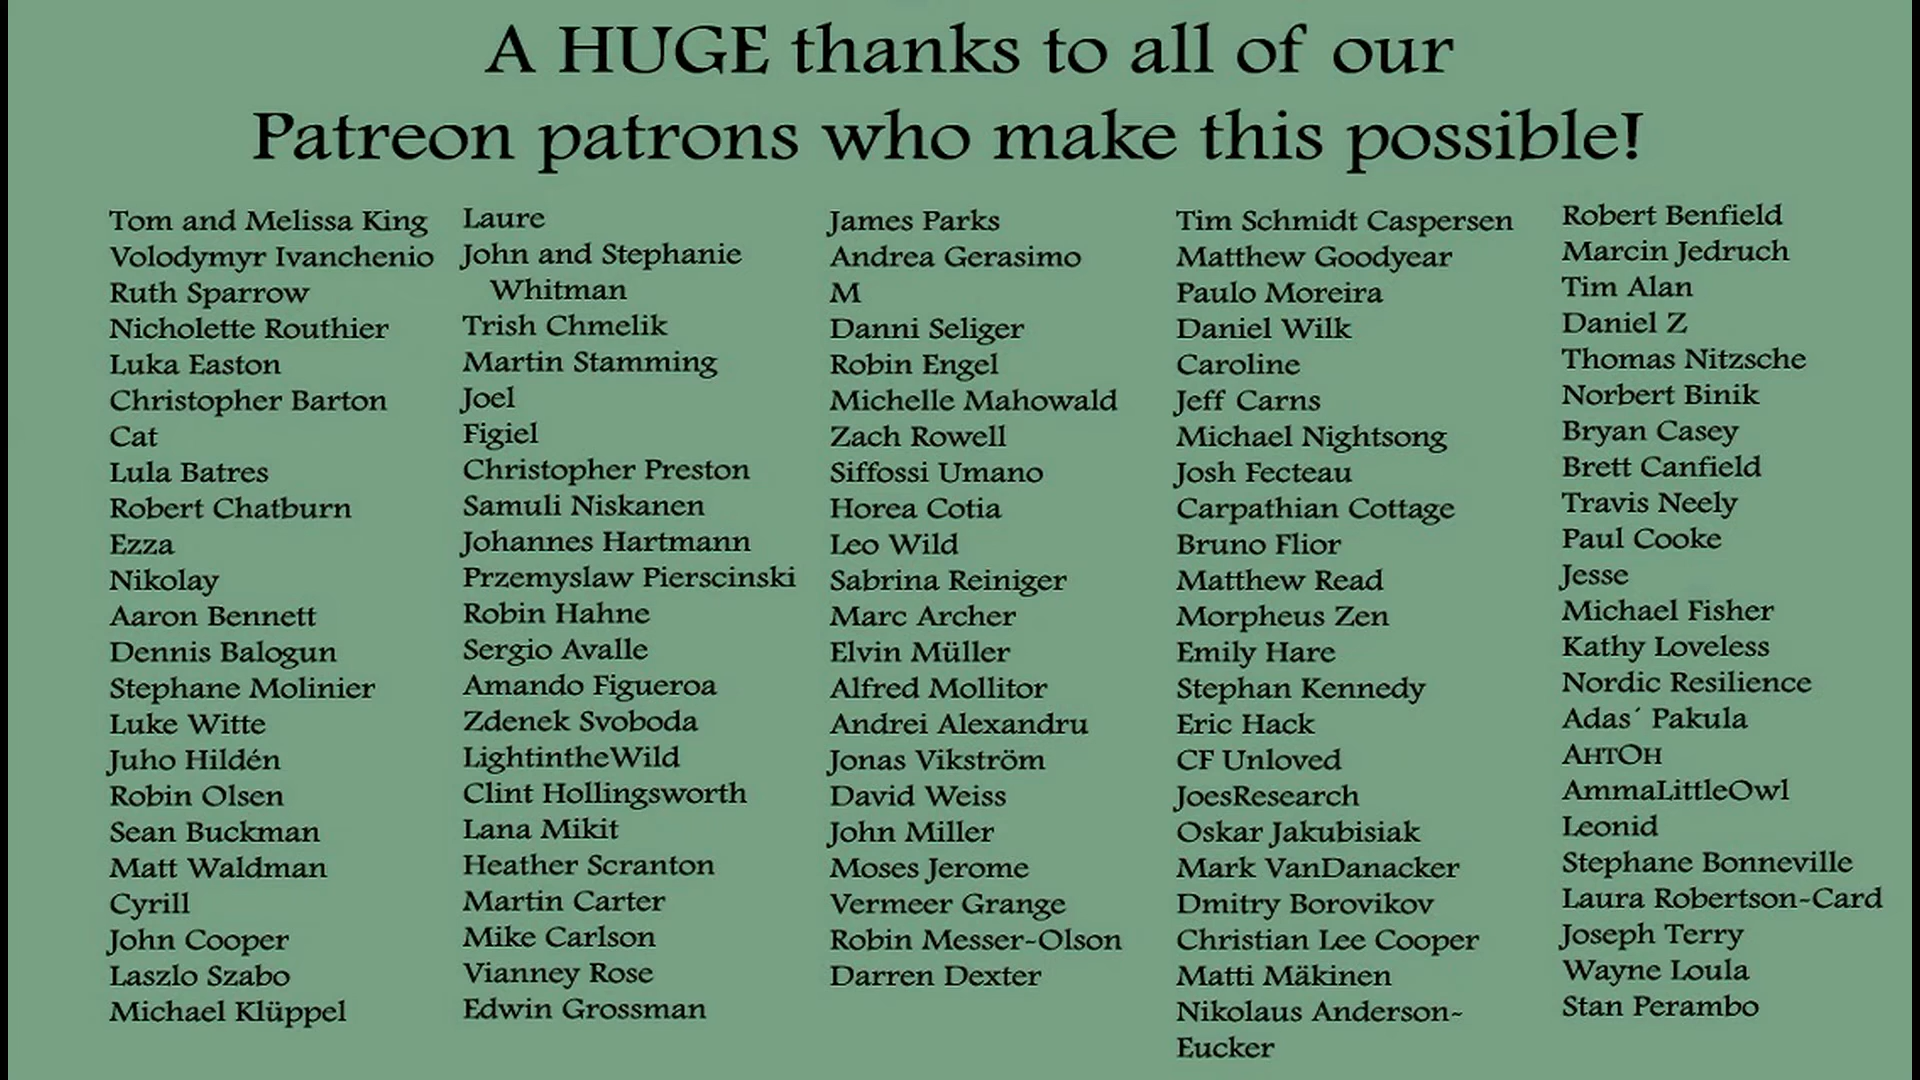 A HUGE thanks to all of our
Patreon patrons who make this possible!
Tom and Melissa King
Volodymyr Ivanchenio
Ruth Sparrow
Nicholette Routhier
Luka Easton
Christopher Barton
Cat
Lula Batres
Robert Chatburn
Ezza
Nikolay
Aaron Bennett
Dennis Balogun
Stephane Molinier
Luke Witte
Juho Hildén
Robin Olsen
Sean Buckman
Matt Waldman
Cyrill
John Cooper
Laszlo Szabo
Michael Klüppel
Laure
John and Stephanie
Whitman
Trish Chmelik
Martin Stamming
Joel
Figiel
Christopher Preston
Samuli Niskanen
Johannes Hartmann
Przemyslaw Pierscinski
Robin Hahne
Sergio Avalle
Amando Figueroa
Zdenek Svoboda
LightintheWild
Clint Hollingsworth
Lana Mikit
Heather Scranton
Martin Carter
Mike Carlson
Vianney Rose
Edwin Grossman
James Parks
Andrea Gerasimo
M
Danni Seliger
Robin Engel
Michelle Mahowald
Zach Rowell
Siffossi Umano
Horea Cotia
Leo Wild
Sabrina Reiniger
Marc Archer
Elvin Müller
Alfred Mollitor
Andrei Alexandru
Jonas Vikström
David Weiss
John Miller
Moses Jerome
Vermeer Grange
Robin Messer-Olson
Darren Dexter
Tim Schmidt Caspersen
Matthew Goodyear
Paulo Moreira
Daniel Wilk
Caroline
Jeff Carns
Michael Nightsong
Josh Fecteau
Carpathian Cottage
Bruno Flior
Matthew Read
Morpheus Zen
Emily Hare
Stephan Kennedy
Eric Hack
CF Unloved
JoesResearch
Oskar Jakubisiak
Mark VanDanacker
Dmitry Borovikov
Christian Lee Cooper
Matti Mäkinen
Nikolaus Anderson-
Eucker
Robert Benfield
Marcin Jedruch
Tim Alan
Daniel Z
Thomas Nitzsche
Norbert Binik
Bryan Casey
Brett Canfield
Travis Neely
Paul Cooke
Jesse
Michael Fisher
Kathy Loveless
Nordic Resilience
Adas´ Pakula
AHTOH
AmmaLittleOwl
Leonid
Stephane Bonneville
Laura Robertson-Card
Joseph Terry
Wayne Loula
Stan Perambo